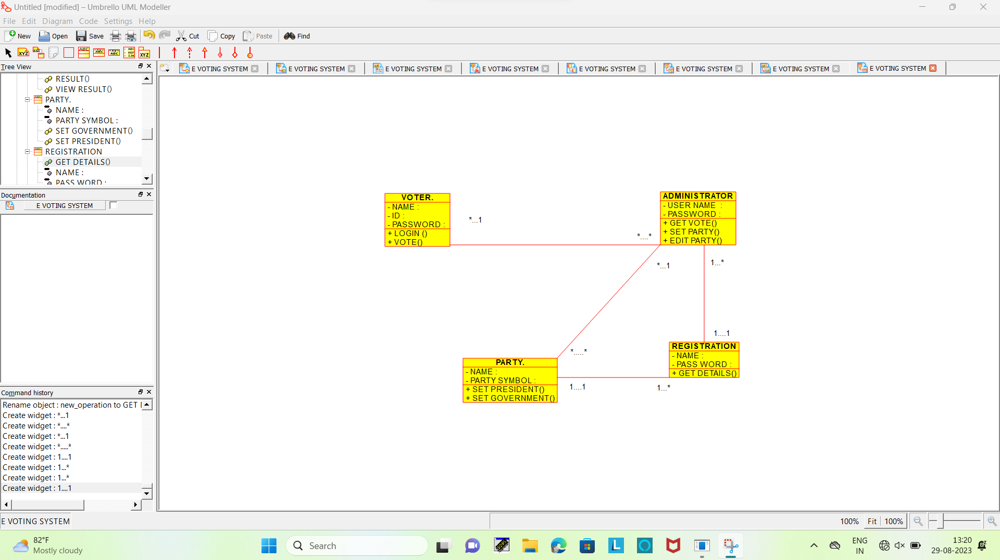 Untitled [modified] – Umbrello UML Modeller
File Edit Diagram Code Settings Help
New Open Save Cut Copy Paste Find
Tree View
RESULT()
VIEW RESULT()
PARTY.
NAME :
PARTY SYMBOL :
SET GOVERNMENT()
SET PRESIDENT()
REGISTRATION
GET DETAILS()
NAME :
PASS WORD :
Documentation
E VOTING SYSTEM
Command history
Rename object : new_operation to GET
Create widget : *...1
Create widget : *....*
Create widget : *...1
Create widget : *.....*
Create widget : 1....1
Create widget : 1...*
Create widget : 1...*
Create widget : 1....1
E VOTING SYSTEM E VOTING SYSTEM E VOTING SYSTEM E VOTING SYSTEM E VOTING SYSTEM E VOTING SYSTEM E VOTING SYSTEM E VOTING SYSTEM
VOTER.
- NAME :
- ID :
- PASSWORD :
+ LOGIN ()
+ VOTE()
*...1
*....*
ADMINISTRATOR
- USER NAME :
- PASSWORD :
+ GET VOTE()
+ SET PARTY()
+ EDIT PARTY()
*...1
1...*
*.....*
1....1
PARTY.
- NAME :
- PARTY SYMBOL :
+ SET PRESIDENT()
+ SET GOVERNMENT()
REGISTRATION
- NAME :
- PASS WORD :
+ GET DETAILS()
1....1
1...*
E VOTING SYSTEM
100% Fit 100%
82°F
Mostly cloudy
Search
ENG
IN
13:20
29-08-2023